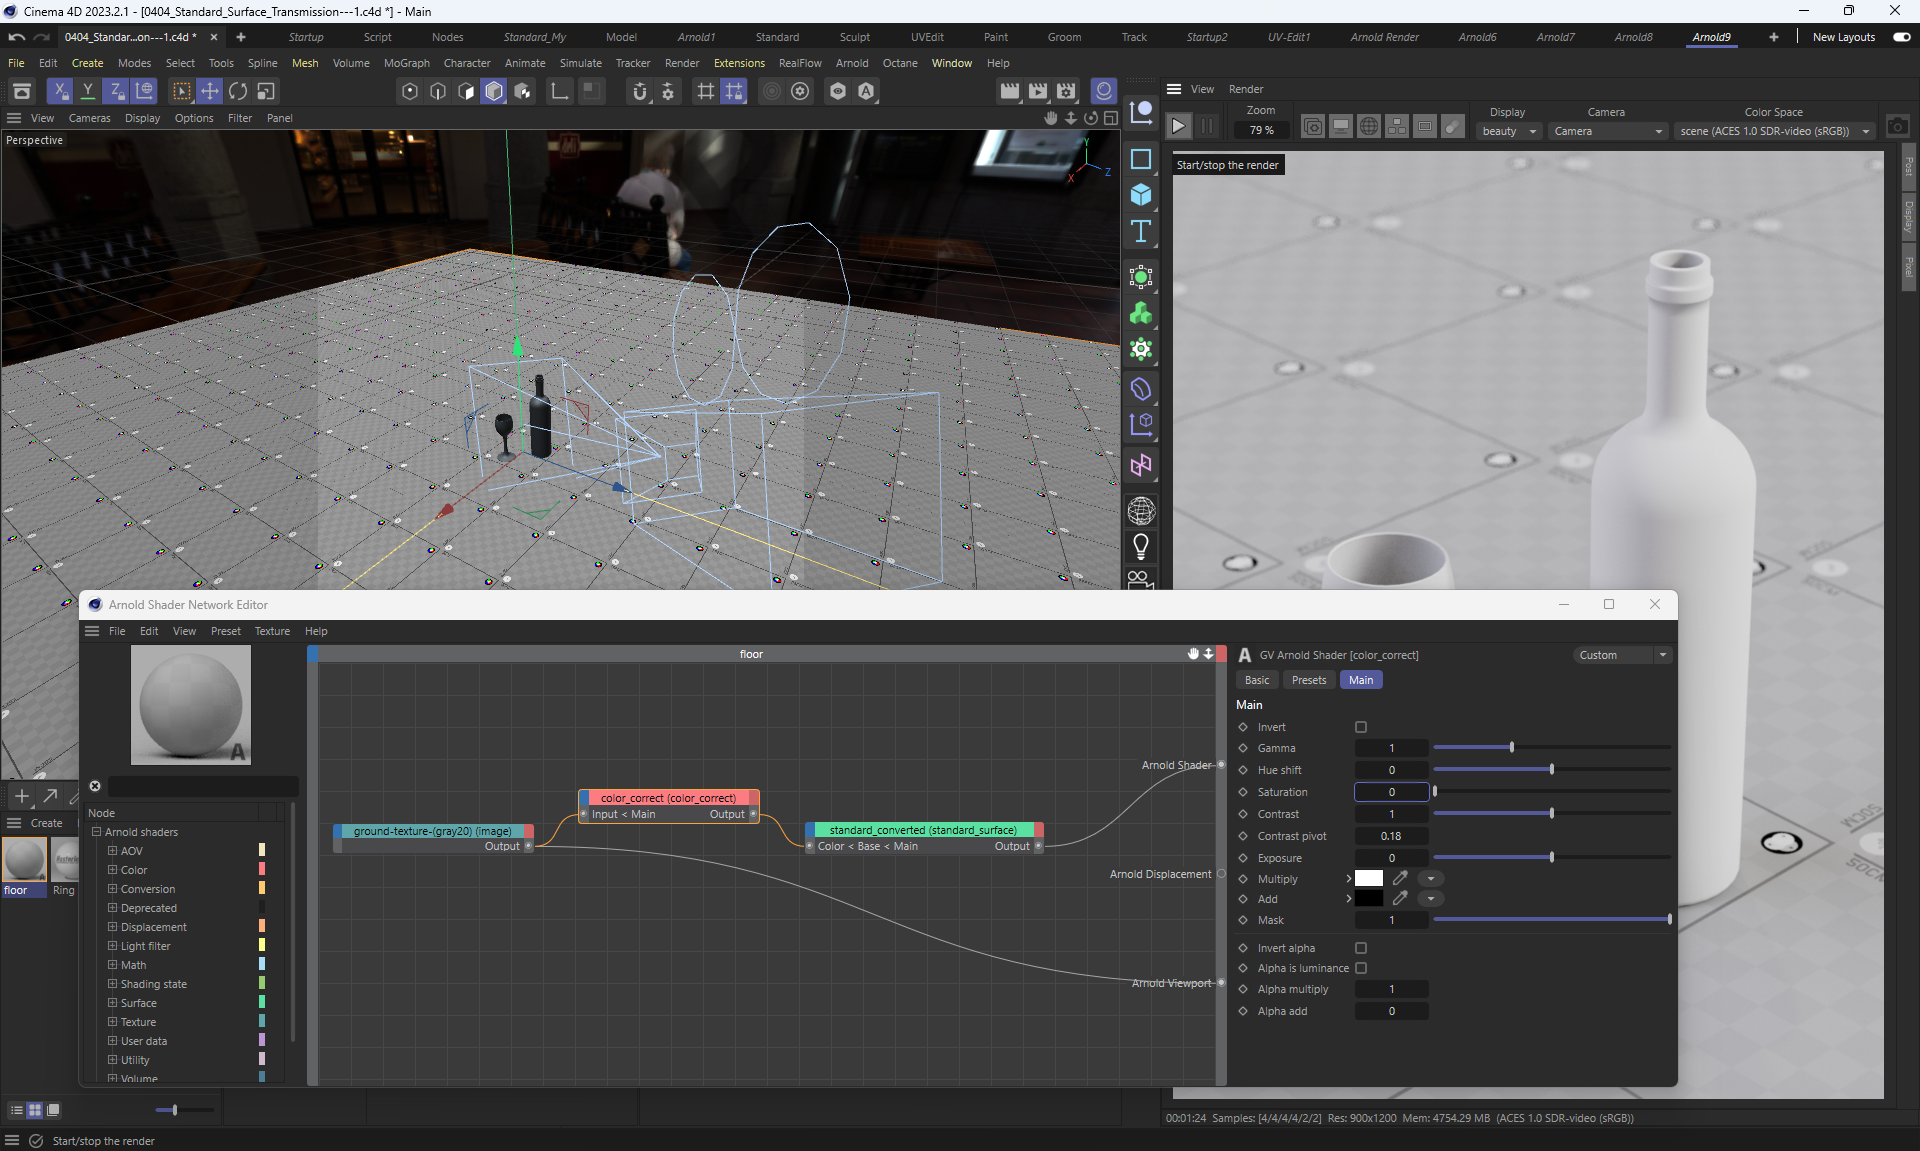 Cinema 4D 2023.2.1 - [0404_Standard_Surface_Transmission---1.c4d *] - Main
0404_Standar...on---1.c4d *
Startup
Script
Nodes
Standard_My
Model
Arnold1
Standard
Sculpt
UVEdit
Paint
Groom
Track
Startup2
UV-Edit1
Arnold Render
Arnold6
Arnold7
Arnold8
Arnold9
New Layouts
File Edit Create Modes Select Tools Spline Mesh Volume MoGraph Character Animate Simulate Tracker Render Extensions RealFlow Arnold Octane Window Help
X Y Z
View Cameras Display Options Filter Panel
Perspective
Y
Z
X
View Render
Zoom
79 %
Display
beauty
Camera
Camera
Color Space
scene (ACES 1.0 SDR-video (sRGB))
Start/stop the render
Post
Display
Pixel
Arnold Shader Network Editor
File Edit View Preset Texture Help
floor
Node
Arnold shaders
AOV
Color
Conversion
Deprecated
Displacement
Light filter
Math
Shading state
Surface
Texture
User data
Utility
Volume
ground-texture-(gray20) (image)
Output
color_correct (color_correct)
Input < Main Output
standard_converted (standard_surface)
Color < Base < Main Output
Arnold Shader
Arnold Displacement
Arnold Viewport
GV Arnold Shader [color_correct]
Custom
Basic Presets Main
Main
Invert
Gamma 1
Hue shift 0
Saturation 0
Contrast 1
Contrast pivot 0.18
Exposure 0
Multiply
Add
Mask 1
Invert alpha
Alpha is luminance
Alpha multiply 1
Alpha add 0
Create
floor
Ring
50CM
50CM
00:01:24 Samples: [4/4/4/4/2/2] Res: 900x1200 Mem: 4754.29 MB (ACES 1.0 SDR-video (sRGB))
Start/stop the render